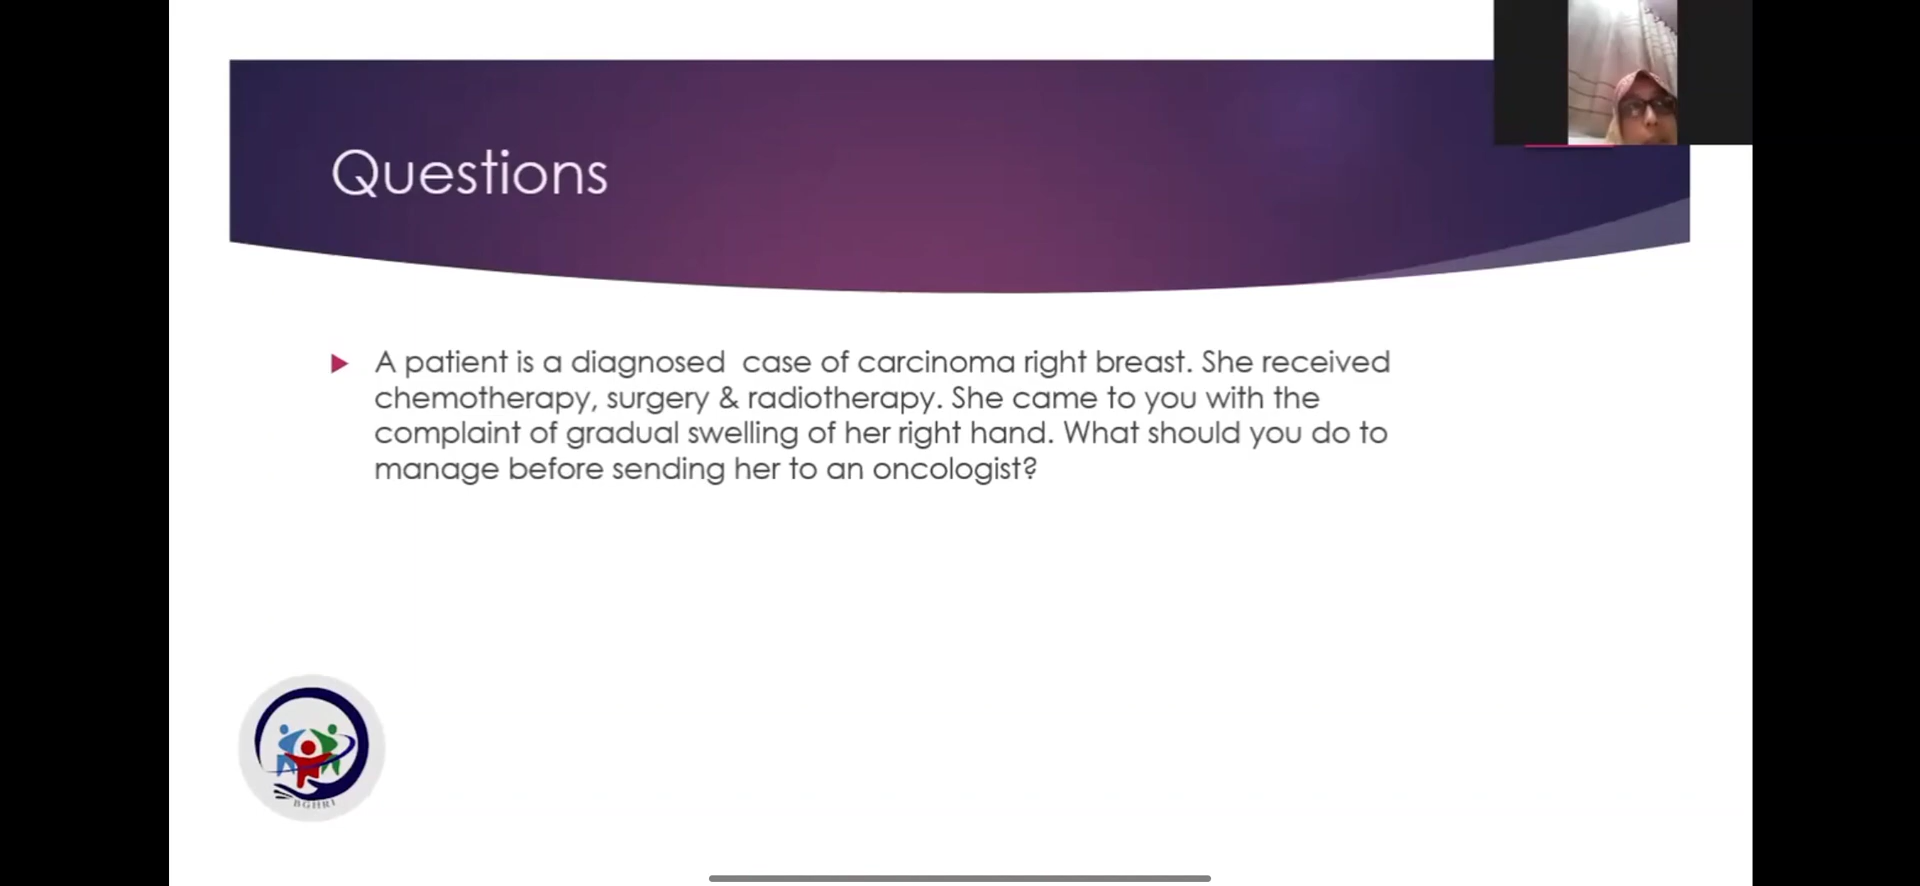 Questions
A patient is a diagnosed case of carcinoma right breast. She received
chemotherapy, surgery & radiotherapy. She came to you with the
complaint of gradual swelling of her right hand. What should you do to
manage before sending her to an oncologist?
BGHRI